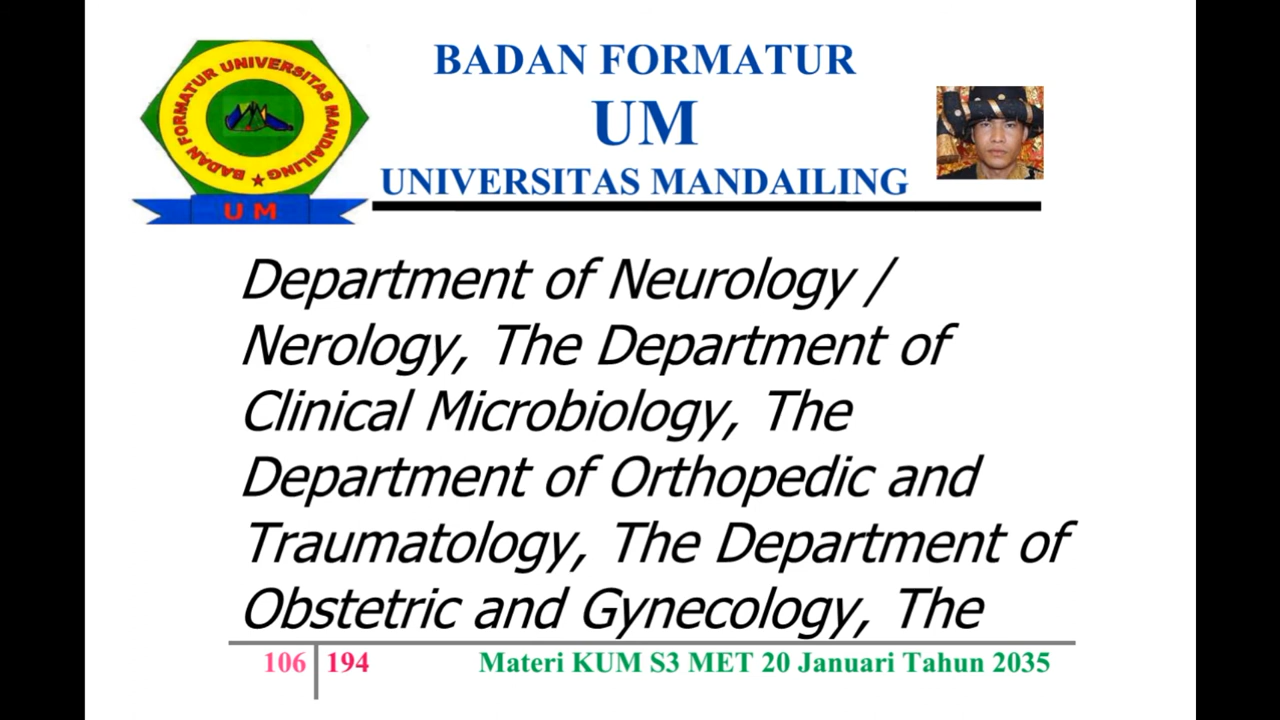 BADAN FORMATUR UNIVERSITAS MANDAILING
UM
BADAN FORMATUR
UM
UNIVERSITAS MANDAILING
Department of Neurology /
Nerology, The Department of
Clinical Microbiology, The
Department of Orthopedic and
Traumatology, The Department of
Obstetric and Gynecology, The
106 194 Materi KUM S3 MET 20 Januari Tahun 2035